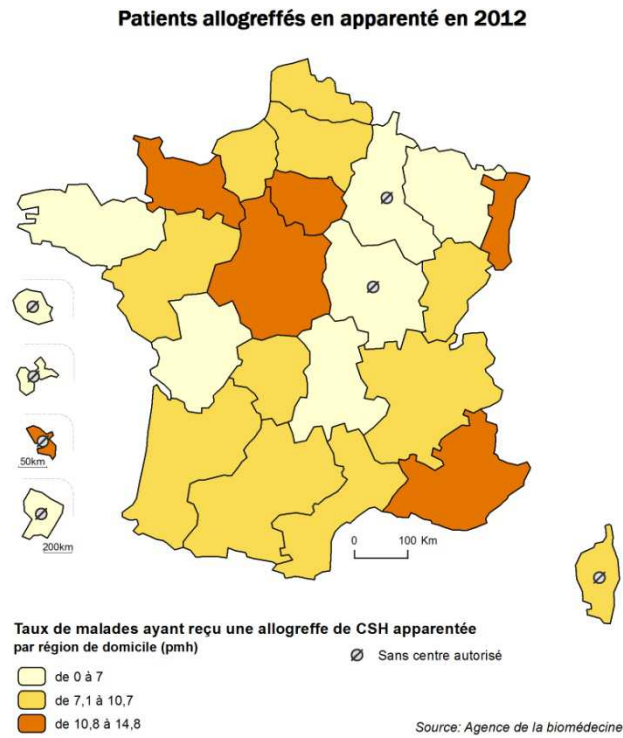 Patients allogreffés en apparenté en 2012
50km
200km
0 100 Km
Taux de malades ayant reçu une allogreffe de CSH apparentée
par région de domicile (pmh)
Sans centre autorisé
de 0 à 7
de 7,1 à 10,7
de 10,8 à 14,8
Source: Agence de la biomédecine